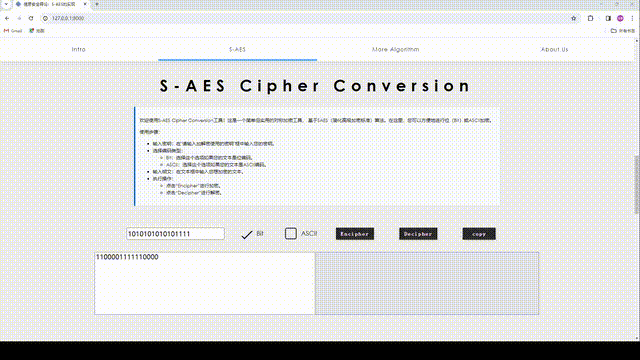 信息安全导论：S-AES的实现
127.0.0.1:8000
Gmail
地图
所有书签
Intro
S-AES
More Algorithm
About Us
S-AES Cipher Conversion
欢迎使用S-AES Cipher Conversion工具！这是一个简单但实用的对称加密工具，基于SAES（简化高级加密标准）算法。在这里，您可以方便地进行位（Bit）或ASCII加密。
使用步骤：
输入密钥：在"请输入加解密使用的密钥"框中输入您的密钥。
选择编码类型：
Bit：选择这个选项如果您的文本是位编码。
ASCII：选择这个选项如果您的文本是ASCII编码。
输入明文：在文本框中输入您想加密的文本。
执行操作：
点击"Encipher"进行加密。
点击"Decipher"进行解密。
1010101010101111
Bit
ASCII
Encipher
Decipher
copy
1100001111110000